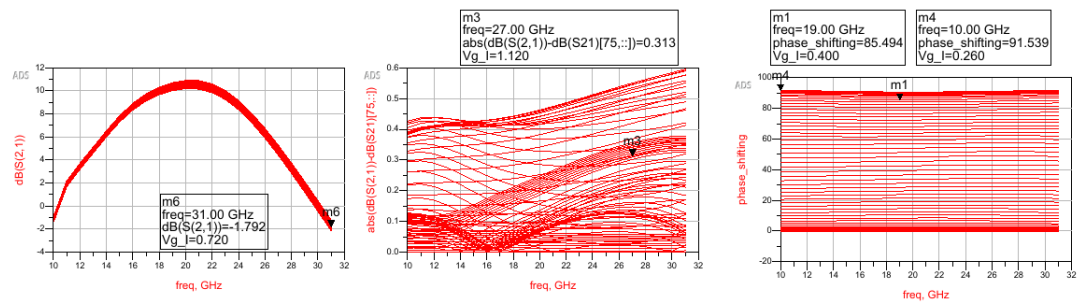 m3
freq=27.00 GHz
abs(dB(S(2,1))-dB(S21)[75,::])=0.313
Vg_I=1.120
m1
freq=19.00 GHz
phase_shifting=85.494
Vg_I=0.400
m4
freq=10.00 GHz
phase_shifting=91.539
Vg_I=0.260
ADS
12
10
8
6
4
2
0
-2
-4
dB(S(2,1))
m6
freq=31.00 GHz
dB(S(2,1))=-1.792
Vg_I=0.720
m6
10 12 14 16 18 20 22 24 26 28 30 32
freq, GHz
ADS
0.6
0.5
0.4
0.3
0.2
0.1
0.0
abs(dB(S(2,1))-dB(S21)[75,::])
m3
10 12 14 16 18 20 22 24 26 28 30 32
freq, GHz
ADS
100
80
60
40
20
0
-20
phase_shifting
m4
m1
10 12 14 16 18 20 22 24 26 28 30 32
freq, GHz